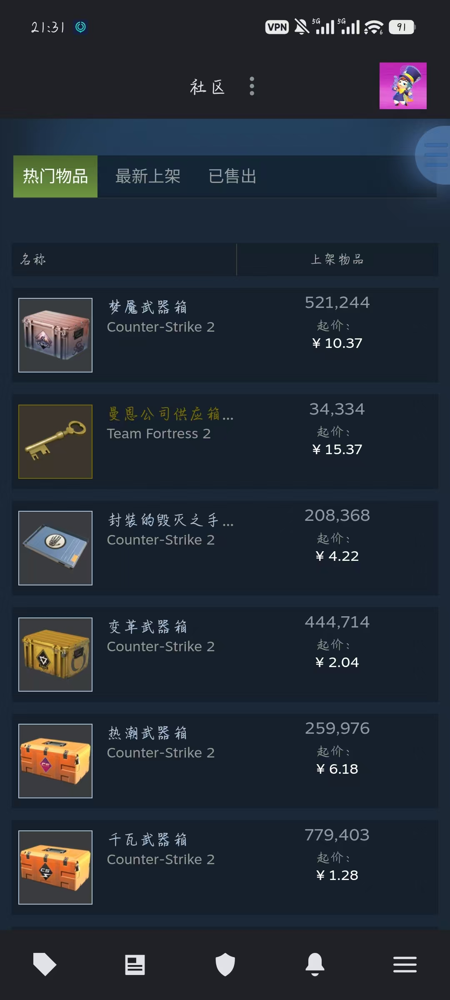 21:31
VPN 5G 5G 6 91
社区
热门物品 最新上架 已售出
名称 上架物品
梦魇武器箱
Counter-Strike 2
521,244
起价：
¥ 10.37
曼恩公司供应箱...
Team Fortress 2
34,334
起价：
¥ 15.37
封装的毁灭之手...
Counter-Strike 2
208,368
起价：
¥ 4.22
变革武器箱
Counter-Strike 2
444,714
起价：
¥ 2.04
热潮武器箱
Counter-Strike 2
259,976
起价：
¥ 6.18
千瓦武器箱
Counter-Strike 2
779,403
起价：
¥ 1.28